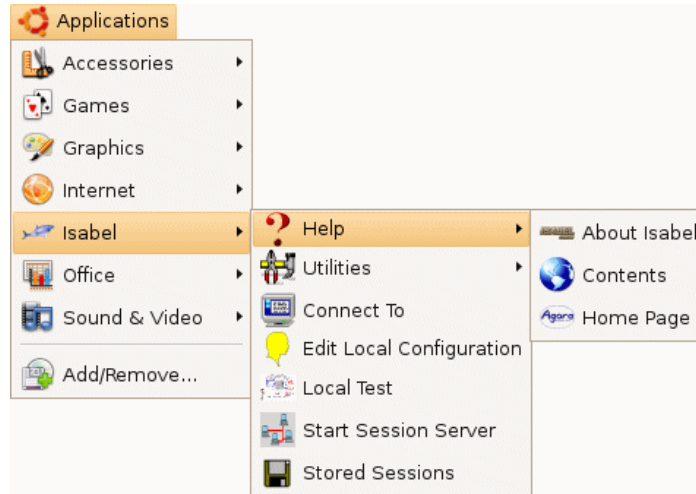 Applications
Accessories
Games
Graphics
Internet
Isabel
Office
Sound & Video
Add/Remove...
Help
Utilities
Connect To
Edit Local Configuration
Local Test
Start Session Server
Stored Sessions
About Isabel
Contents
Agora Home Page